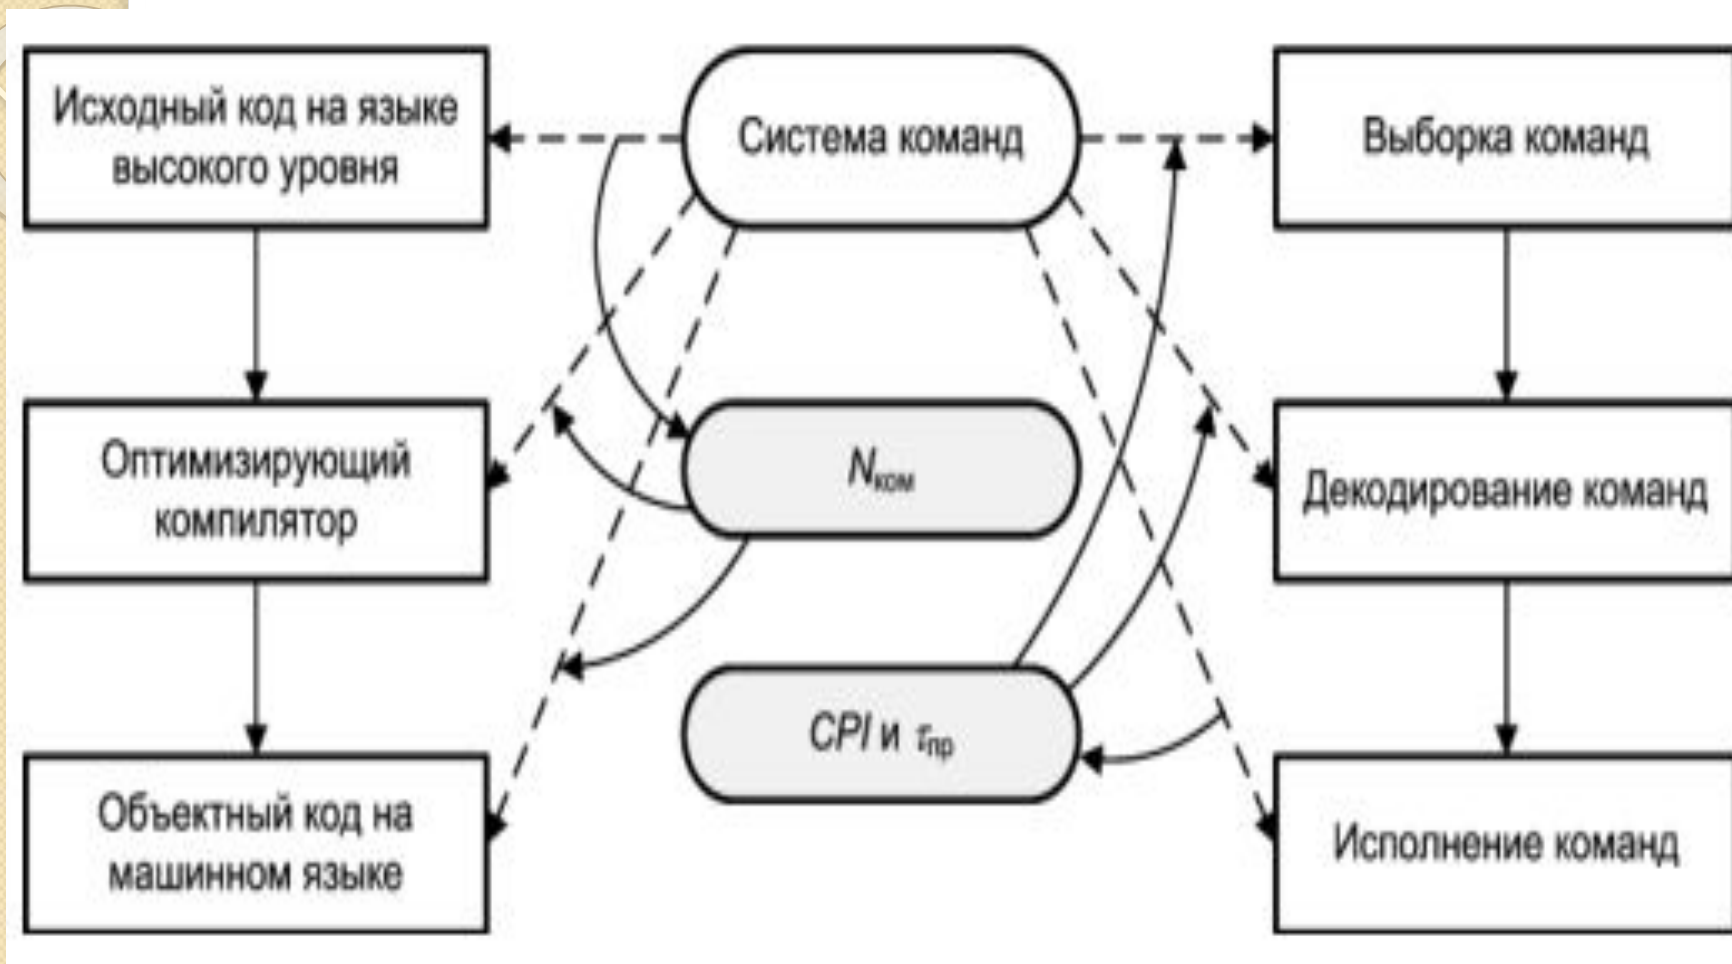 Исходный код на языке
высокого уровня
Система команд
Выборка команд
Оптимизирующий
компилятор
Nком
Декодирование команд
CPI и τпр
Объектный код на
машинном языке
Исполнение команд